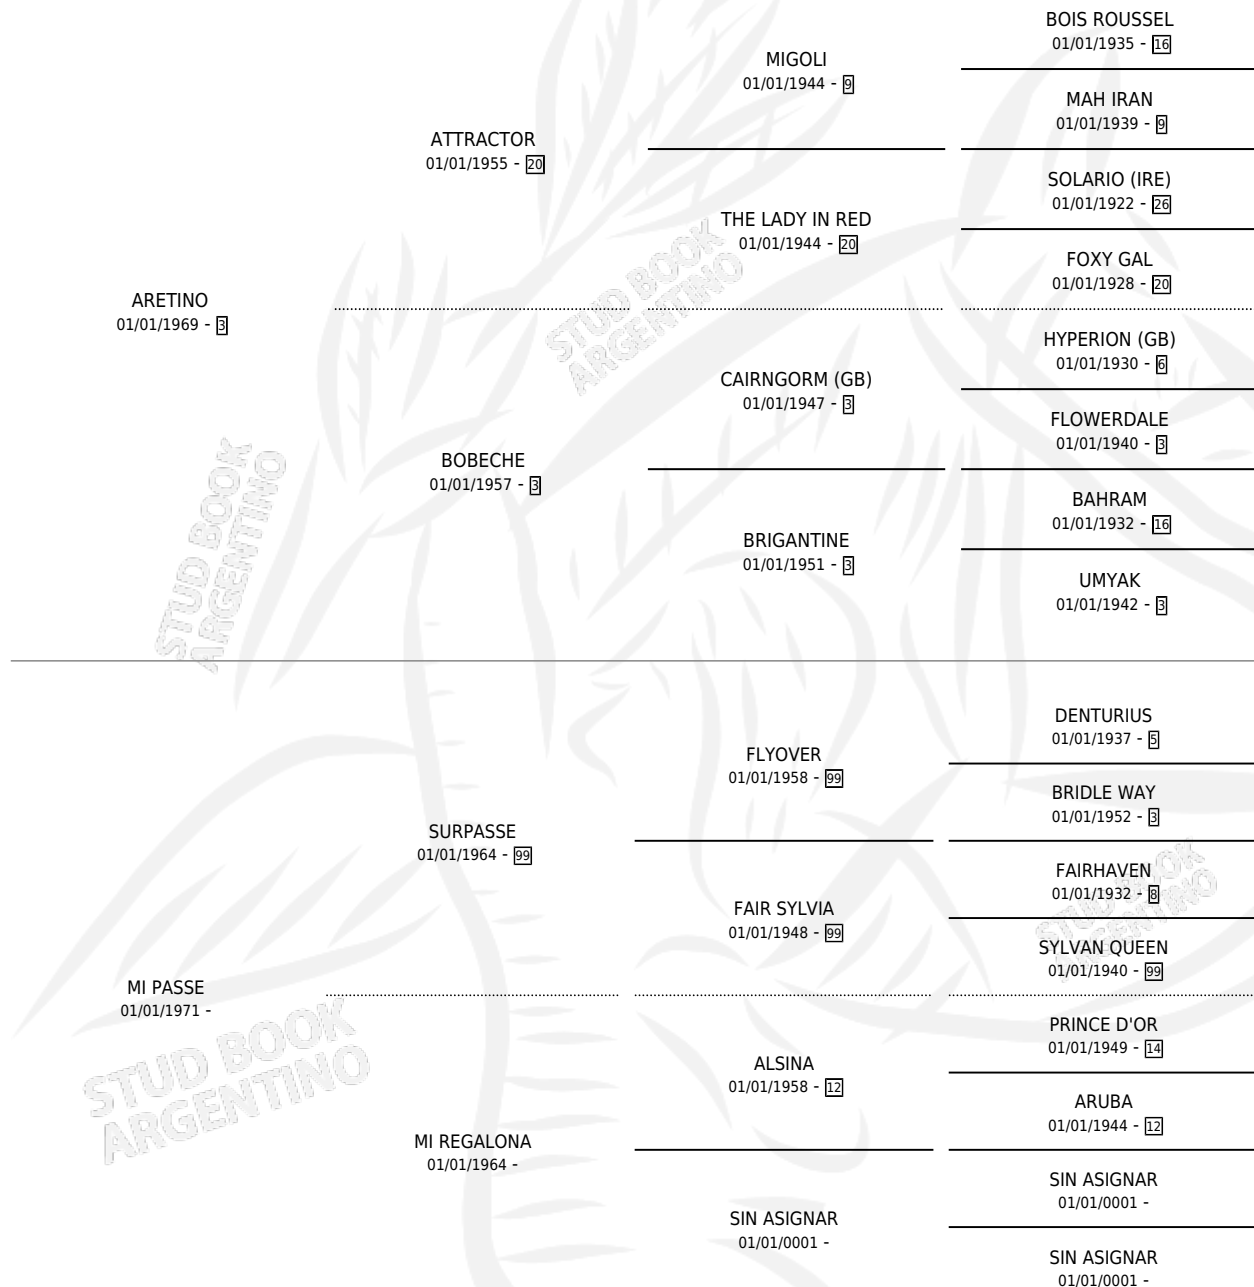 ARETINO
01/01/1969 - 3
ATTRACTOR
01/01/1955 - 20
MIGOLI
01/01/1944 - 9
BOIS ROUSSEL
01/01/1935 - 16
MAH IRAN
01/01/1939 - 9
THE LADY IN RED
01/01/1944 - 20
SOLARIO (IRE)
01/01/1922 - 26
FOXY GAL
01/01/1928 - 20
BOBECHE
01/01/1957 - 3
CAIRNGORM (GB)
01/01/1947 - 3
HYPERION (GB)
01/01/1930 - 6
FLOWERDALE
01/01/1940 - 3
BRIGANTINE
01/01/1951 - 3
BAHRAM
01/01/1932 - 16
UMYAK
01/01/1942 - 3
MI PASSE
01/01/1971 -
SURPASSE
01/01/1964 - 99
FLYOVER
01/01/1958 - 99
DENTURIUS
01/01/1937 - 5
BRIDLE WAY
01/01/1952 - 3
FAIR SYLVIA
01/01/1948 - 99
FAIRHAVEN
01/01/1932 - 8
SYLVAN QUEEN
01/01/1940 - 99
MI REGALONA
01/01/1964 -
ALSINA
01/01/1958 - 12
PRINCE D'OR
01/01/1949 - 14
ARUBA
01/01/1944 - 12
SIN ASIGNAR
01/01/0001 -
SIN ASIGNAR
01/01/0001 -
SIN ASIGNAR
01/01/0001 -
STUD BOOK
ARGENTINO
STUD BOOK
ARGENTINO
STUD BOOK
ARGENTINO
STUD BOOK
ARGENTINO